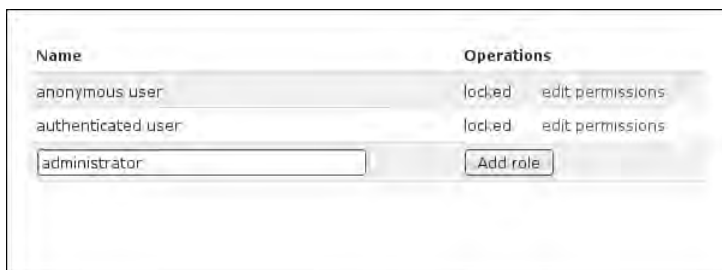 Name Operations
anonymous user locked edit permissions
authenticated user locked edit permissions
administrator Add role